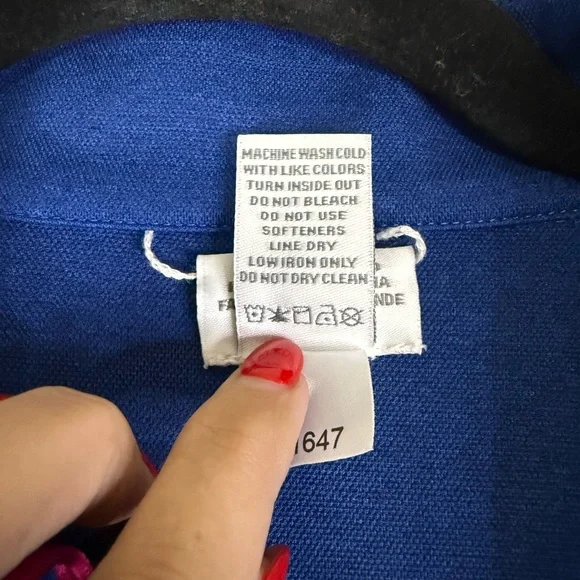 MACHINE WASH COLD
WITH LIKE COLORS
TURN INSIDE OUT
DO NOT BLEACH
DO NOT USE
SOFTENERS
LINE DRY
LOW IRON ONLY
DO NOT DRY CLEAN
1647